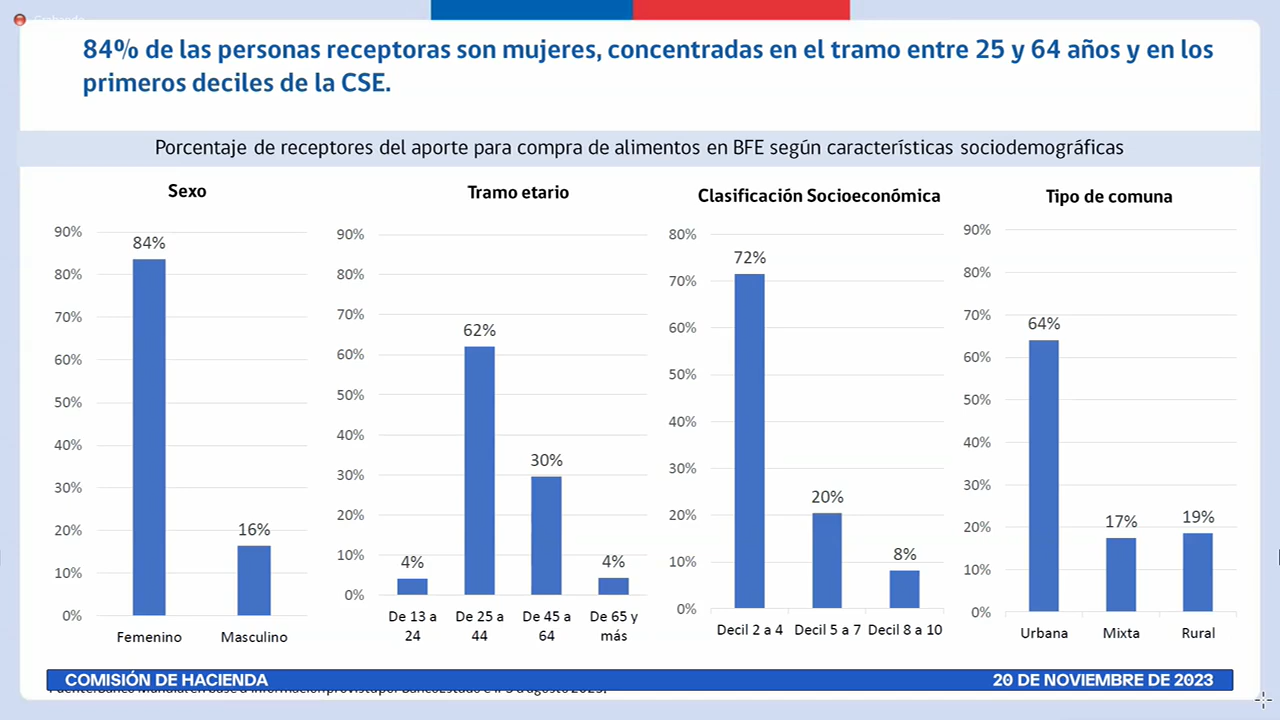 Grabando
84% de las personas receptoras son mujeres, concentradas en el tramo entre 25 y 64 años y en los
primeros deciles de la CSE.
Porcentaje de receptores del aporte para compra de alimentos en BFE según características sociodemográficas
Sexo
90%
80%
70%
60%
50%
40%
30%
20%
10%
0%
84%
16%
Femenino
Masculino
Tramo etario
90%
80%
70%
60%
50%
40%
30%
20%
10%
0%
4%
62%
30%
4%
De 13 a
24
De 25 a
44
De 45 a
64
De 65 y
más
Clasificación Socioeconómica
80%
70%
60%
50%
40%
30%
20%
10%
0%
72%
20%
8%
Decil 2 a 4
Decil 5 a 7
Decil 8 a 10
Tipo de comuna
90%
80%
70%
60%
50%
40%
30%
20%
10%
0%
64%
17%
19%
Urbana
Mixta
Rural
COMISIÓN DE HACIENDA
20 DE NOVIEMBRE DE 2023